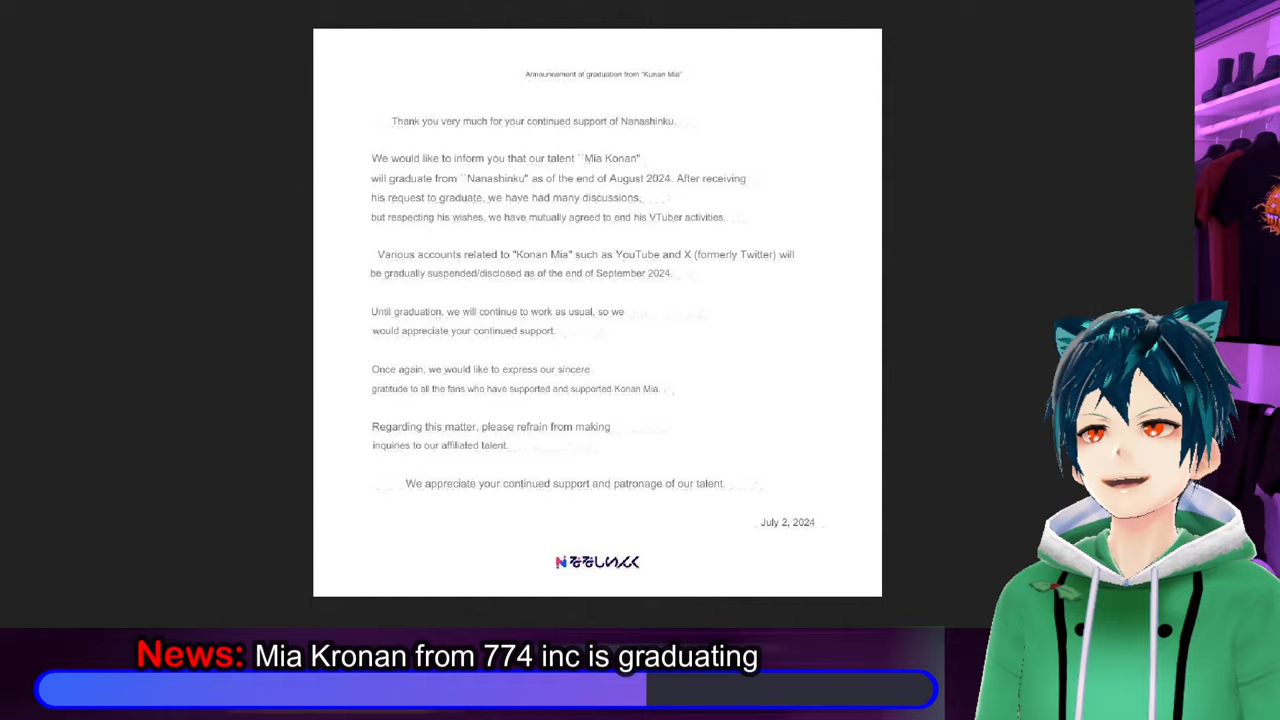 Announcement of graduation from "Kunan Mia"
Thank you very much for your continued support of Nanashinku.
We would like to inform you that our talent ``Mia Konan"
will graduate from ``Nanashinku" as of the end of August 2024. After receiving
his request to graduate, we have had many discussions,
but respecting his wishes, we have mutually agreed to end his VTuber activities.
Various accounts related to "Konan Mia" such as YouTube and X (formerly Twitter) will
be gradually suspended/disclosed as of the end of September 2024.
Until graduation, we will continue to work as usual, so we
would appreciate your continued support.
Once again, we would like to express our sincere
gratitude to all the fans who have supported and supported Konan Mia.
Regarding this matter, please refrain from making
inquiries to our affiliated talent.
We appreciate your continued support and patronage of our talent.
July 2, 2024
ななしいんく
News: Mia Kronan from 774 inc is graduating